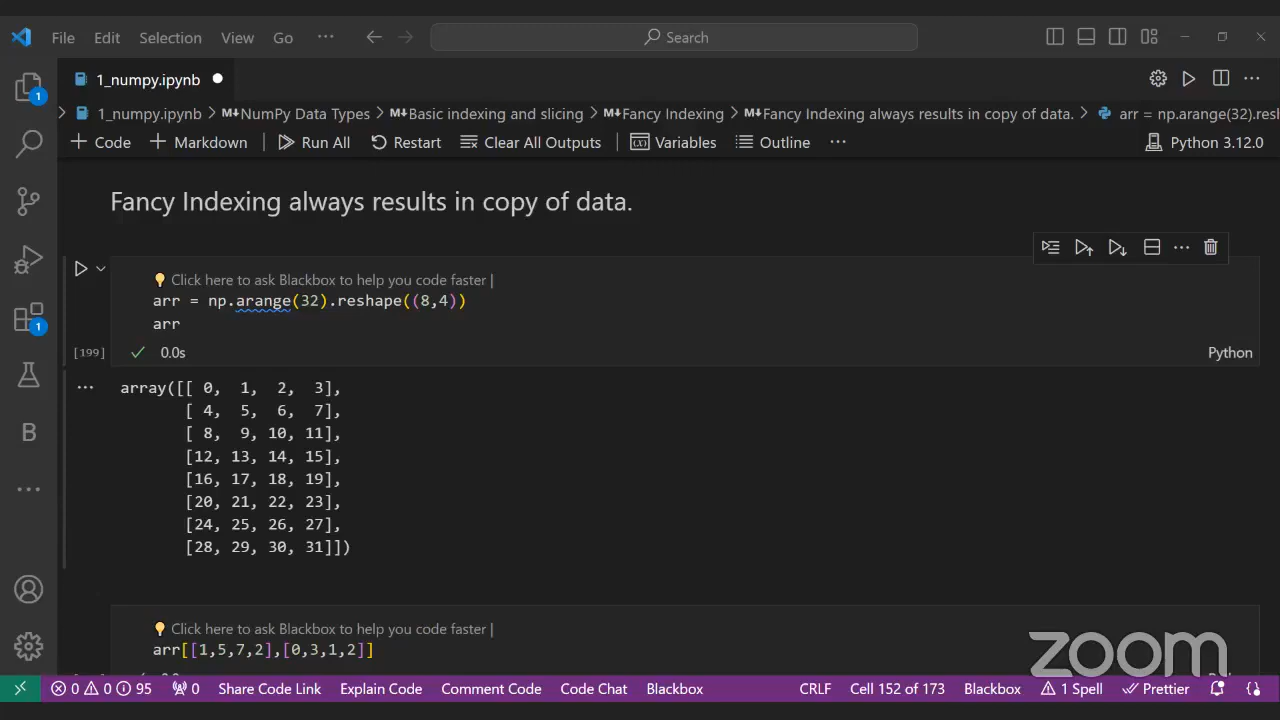 File Edit Selection View Go ··· Search
1_numpy.ipynb
1_numpy.ipynb > NumPy Data Types > Basic indexing and slicing > Fancy Indexing > Fancy Indexing always results in copy of data. > arr = np.arange(32).resl
+ Code + Markdown Run All Restart Clear All Outputs Variables Outline ··· Python 3.12.0
Fancy Indexing always results in copy of data.
Click here to ask Blackbox to help you code faster |
arr = np.arange(32).reshape((8,4))
arr
[199] 0.0s Python
array([[ 0, 1, 2, 3],
[ 4, 5, 6, 7],
[ 8, 9, 10, 11],
[12, 13, 14, 15],
[16, 17, 18, 19],
[20, 21, 22, 23],
[24, 25, 26, 27],
[28, 29, 30, 31]])
Click here to ask Blackbox to help you code faster |
arr[[1,5,7,2],[0,3,1,2]]
zoom
0 0 95 0 Share Code Link Explain Code Comment Code Code Chat Blackbox CRLF Cell 152 of 173 Blackbox 1 Spell Prettier